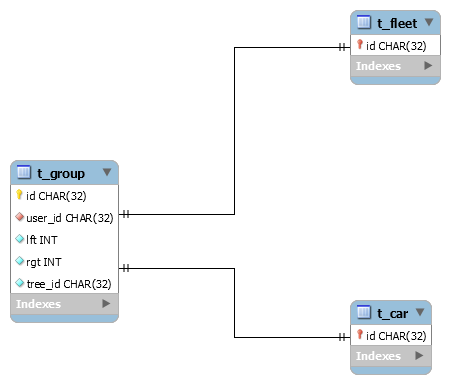 t_fleet
id CHAR(32)
Indexes
t_group
id CHAR(32)
user_id CHAR(32)
lft INT
rgt INT
tree_id CHAR(32)
Indexes
t_car
id CHAR(32)
Indexes